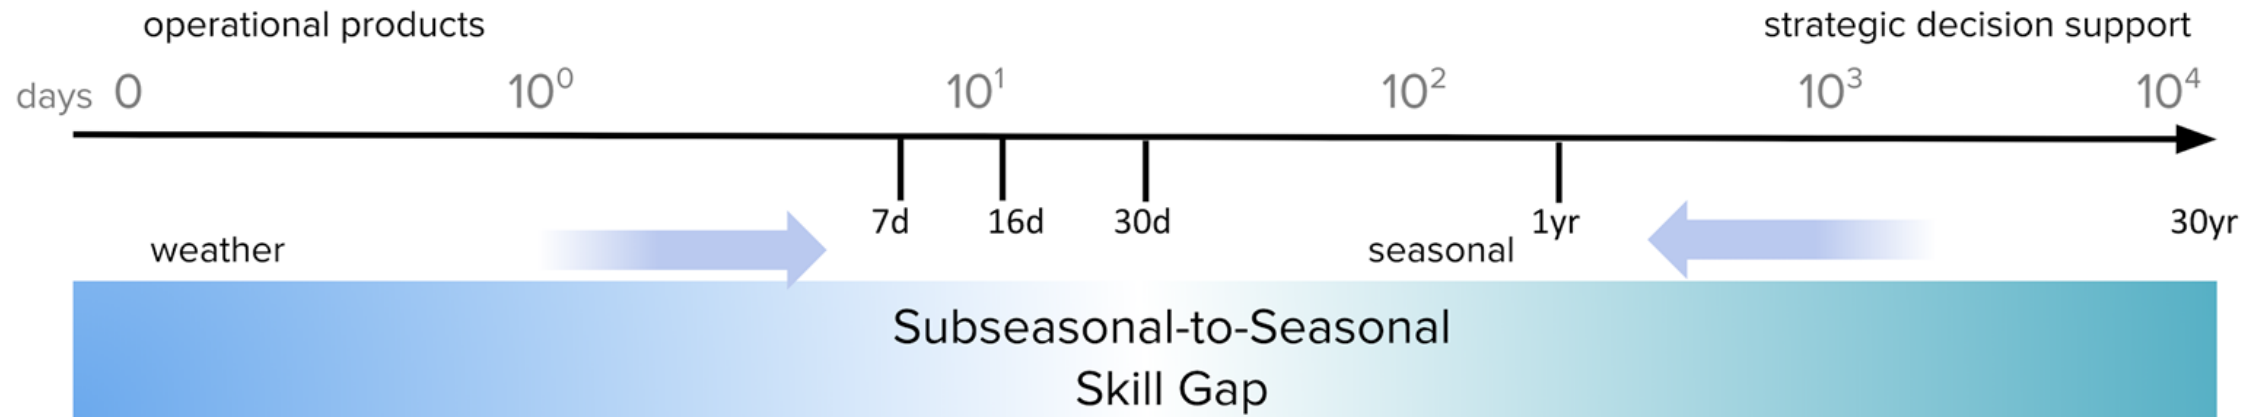 operational products strategic decision support
days 0 10⁰ 10¹ 10² 10³ 10⁴
7d 16d 30d 1yr 30yr
weather seasonal
Subseasonal-to-Seasonal
Skill Gap